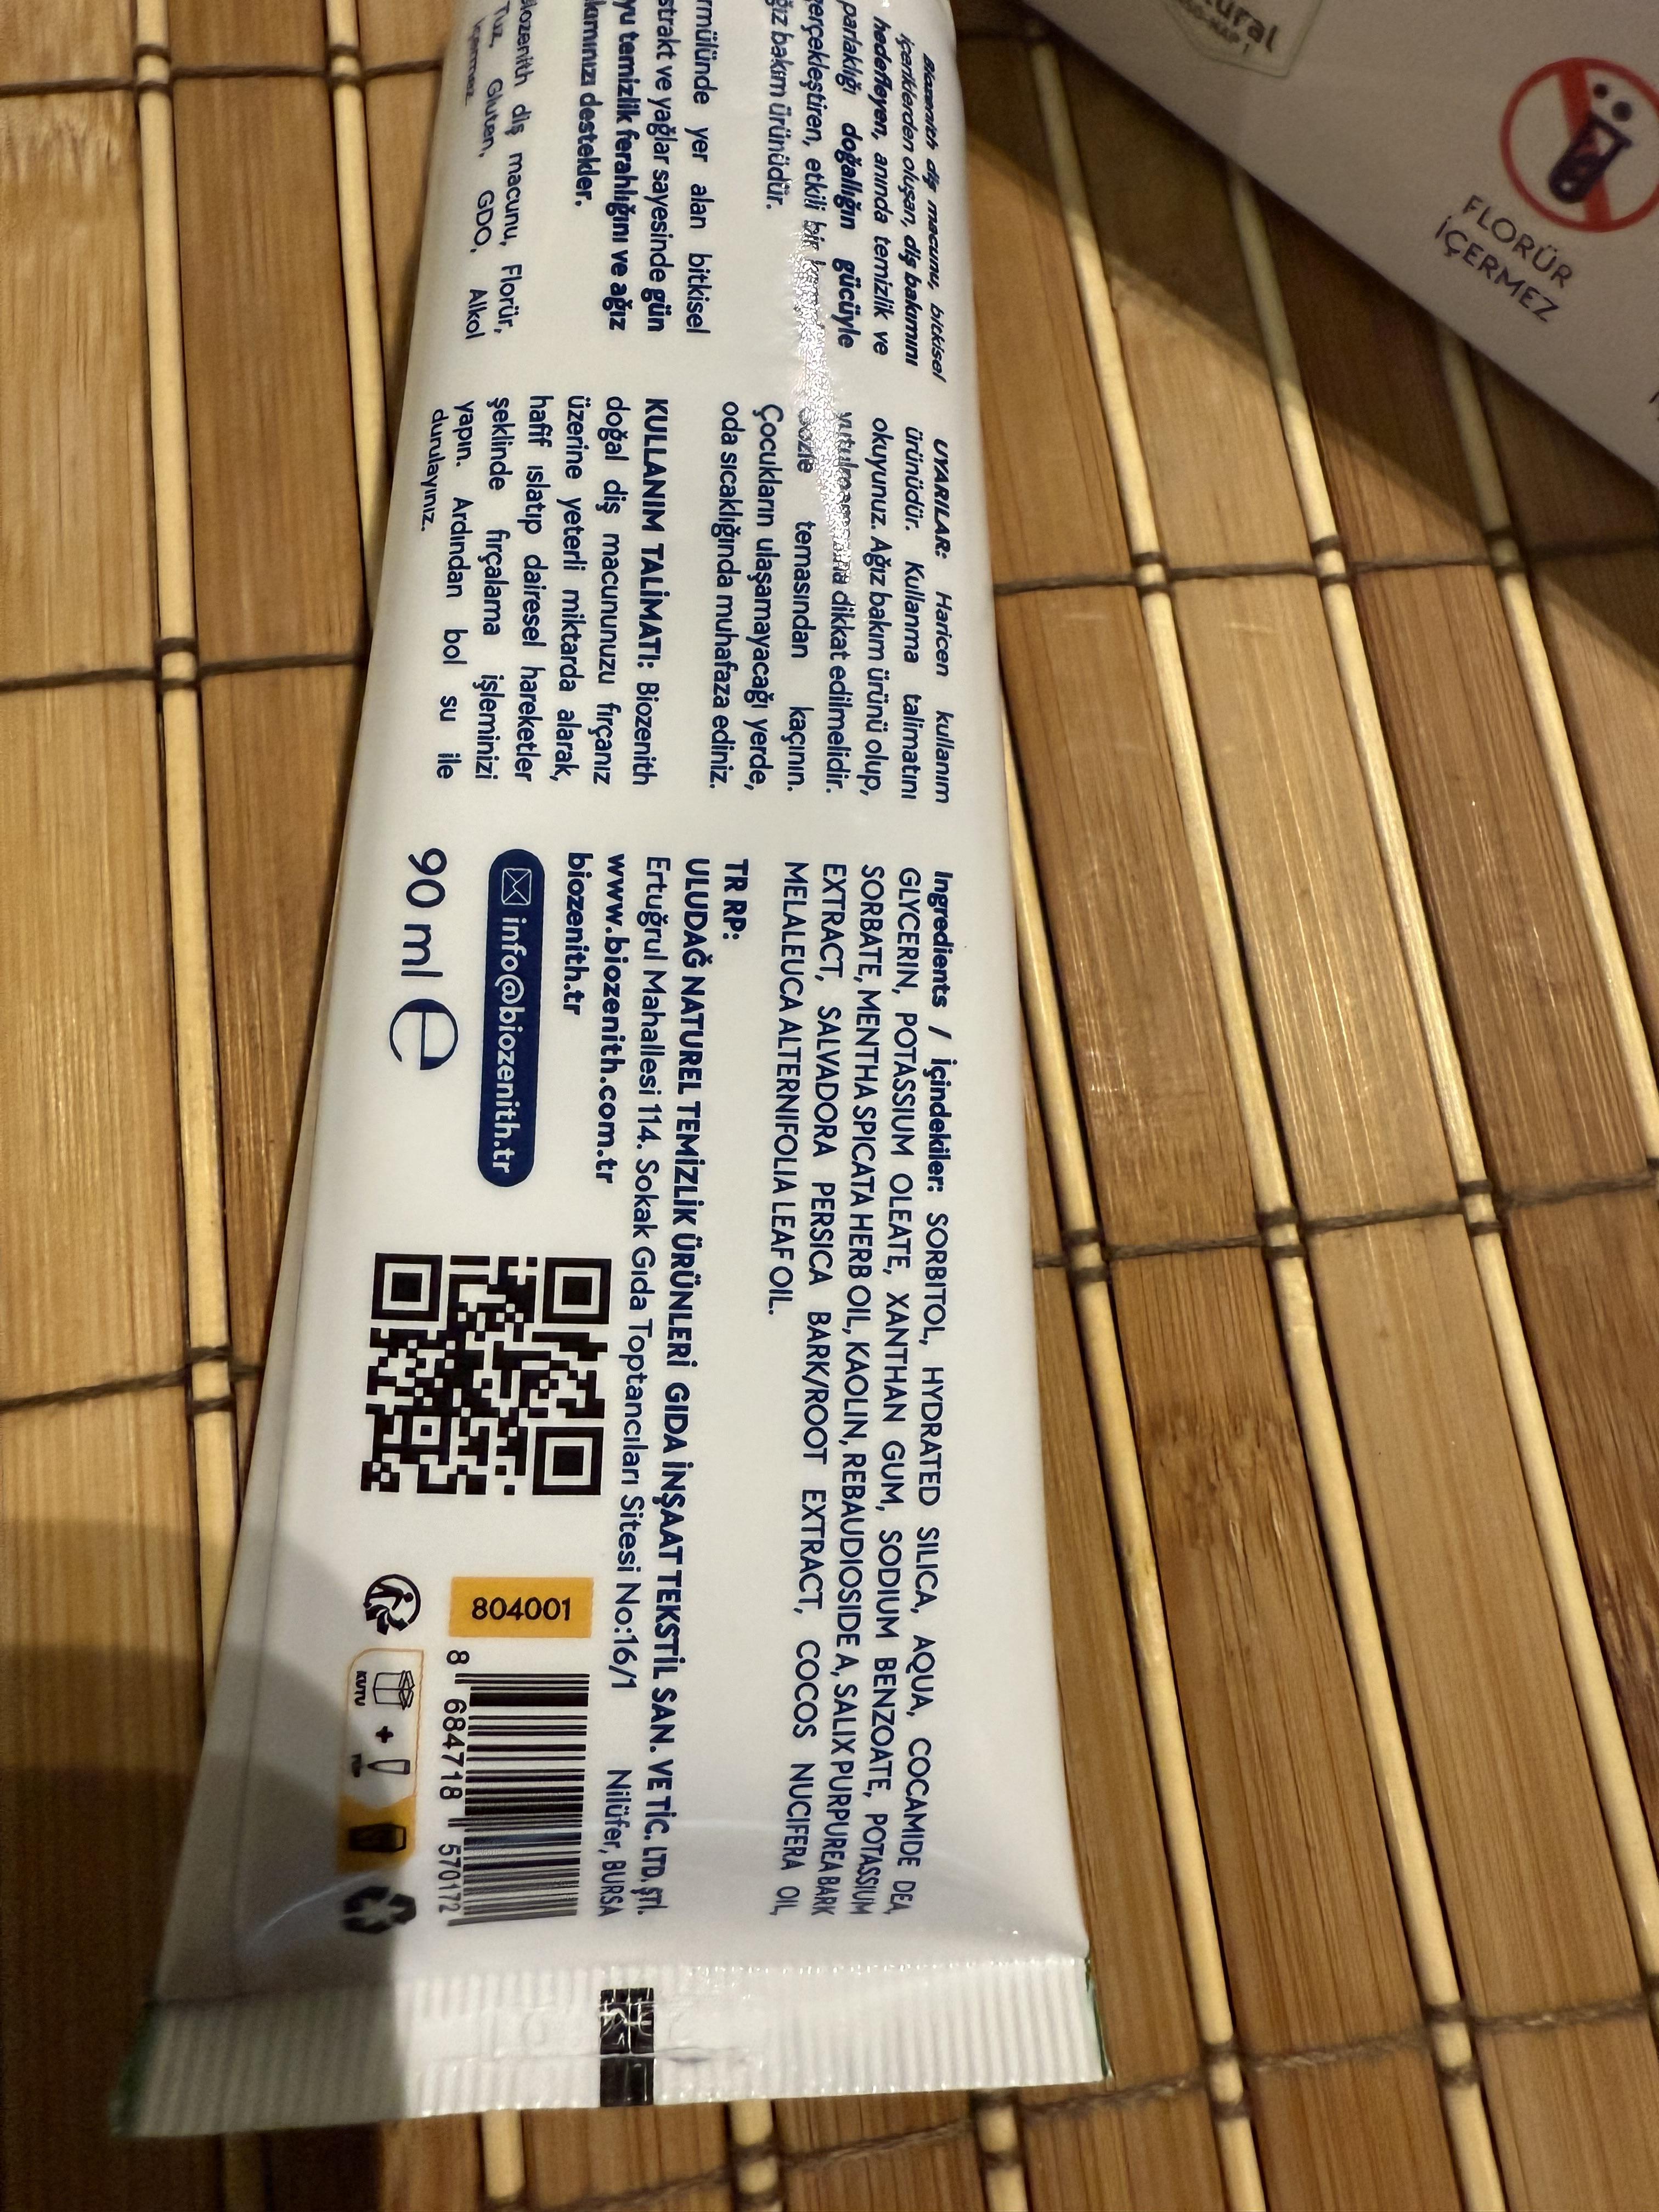 Biozenith diş macunu, bitkisel
içeriklerden oluşan, diş bakımını
hedefleyen, anında temizlik ve
parlaklığı doğallığın gücüyle
gerçekleştiren, etkili bir
ağız bakım ürünüdür.
rmülünde yer alan bitkisel
strakt ve yağlar sayesinde gün
yu temizlik ferahlığını ve ağız
kımınızı destekler.
Biozenith diş macunu, Florür,
Tuz, Gluten, GDO, Alkol
içermez.
UYARILAR: Haricen kullanım
ürünüdür. Kullanma talimatını
okuyunuz. Ağız bakım ürünü olup,
yutulmamasına dikkat edilmelidir.
Gözle temasından kaçının.
Çocukların ulaşamayacağı yerde,
oda sıcaklığında muhafaza ediniz.
KULLANIM TALİMATI: Biozenith
doğal diş macununuzu fırçanız
üzerine yeterli miktarda alarak,
hafif ıslatıp dairesel hareketler
şeklinde fırçalama işleminizi
yapın. Ardından bol su ile
durulayınız.
Ingredients / İçindekiler: SORBITOL, HYDRATED SILICA, AQUA, COCAMIDE DEA,
GLYCERIN, POTASSIUM OLEATE, XANTHAN GUM, SODIUM BENZOATE, POTASSIUM
SORBATE, MENTHA SPICATA HERB OIL, KAOLIN, REBAUDIOSIDE A, SALIX PURPUREA BARK
EXTRACT, SALVADORA PERSICA BARK/ROOT EXTRACT, COCOS NUCIFERA OIL,
MELALEUCA ALTERNIFOLIA LEAF OIL.
TR RP:
ULUDAĞ NATUREL TEMİZLİK ÜRÜNLERİ GIDA İNŞAAT TEKSTİL SAN. VE TİC. LTD. ŞTİ.
Ertuğrul Mahallesi 114. Sokak Gıda Toptancıları Sitesi No:16/1 Nilüfer, BURSA
www.biozenith.com.tr
biozenith.tr
info@biozenith.tr
90 ml e
804001
8 684718 570172
KUTU
FLORÜR
İÇERMEZ